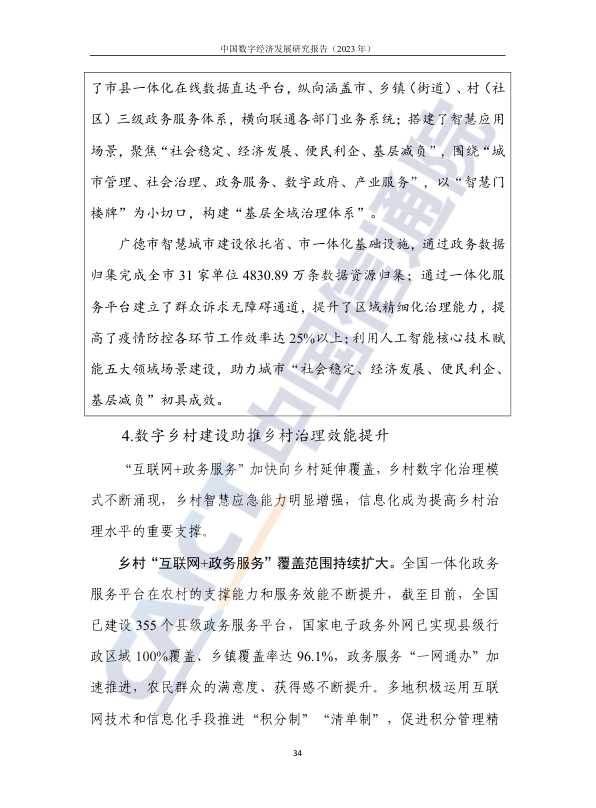 中国数字经济发展研究报告（2023 年）
了市县一体化在线数据直达平台，纵向涵盖市、乡镇（街道）、村（社
区）三级政务服务体系，横向联通各部门业务系统；搭建了智慧应用
场景，聚焦“社会稳定、经济发展、便民利企、基层减负”，围绕“城
市管理、社会治理、政务服务、数字政府、产业服务”，以“智慧门
楼牌”为小切口，构建“基层全域治理体系”。
广德市智慧城市建设依托省、市一体化基础设施，通过政务数据
归集完成全市 31 家单位 4830.89 万条数据资源归集；通过一体化服
务平台建立了群众诉求无障碍通道，提升了区域精细化治理能力，提
高了疫情防控各环节工作效率达 25%以上；利用人工智能核心技术赋
能五大领域场景建设，助力城市“社会稳定、经济发展、便民利企、
基层减负”初具成效。
4.数字乡村建设助推乡村治理效能提升
“互联网+政务服务”加快向乡村延伸覆盖，乡村数字化治理模
式不断涌现，乡村智慧应急能力明显增强，信息化成为提高乡村治
理水平的重要支撑。
乡村“互联网+政务服务”覆盖范围持续扩大。全国一体化政务
服务平台在农村的支撑能力和服务效能不断提升，截至目前，全国
已建设 355 个县级政务服务平台，国家电子政务外网已实现县级行
政区域 100%覆盖、乡镇覆盖率达 96.1%，政务服务“一网通办”加
速推进，农民群众的满意度、获得感不断提升。多地积极运用互联
网技术和信息化手段推进“积分制”“清单制”，促进积分管理精
34
CAICT 中国信通院